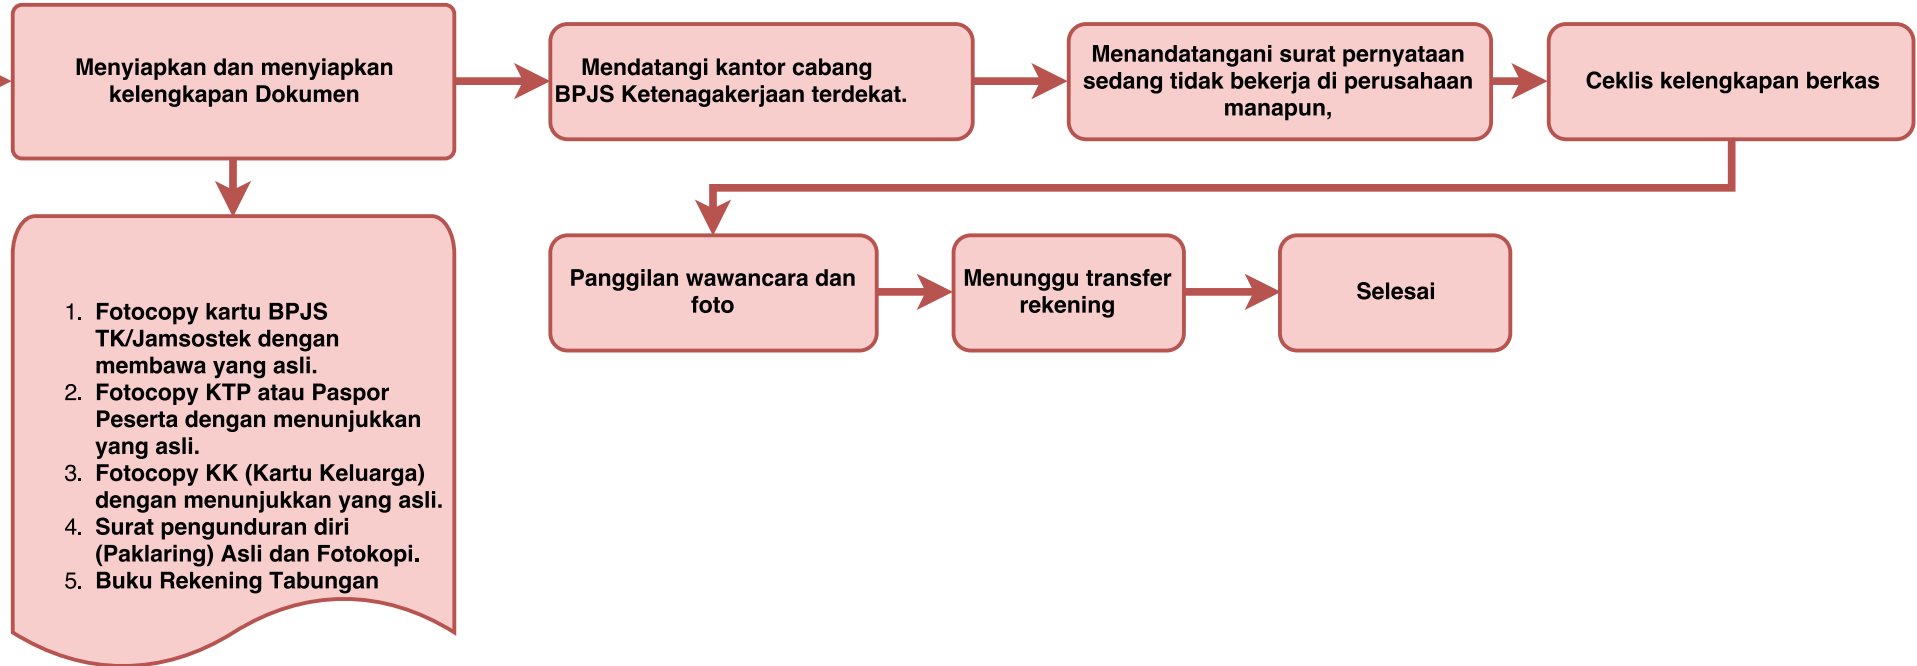 Menyiapkan dan menyiapkan
kelengkapan Dokumen
Mendatangi kantor cabang
BPJS Ketenagakerjaan terdekat.
Menandatangani surat pernyataan
sedang tidak bekerja di perusahaan
manapun,
Ceklis kelengkapan berkas
Panggilan wawancara dan
foto
Menunggu transfer
rekening
Selesai
1. Fotocopy kartu BPJS
TK/Jamsostek dengan
membawa yang asli.
2. Fotocopy KTP atau Paspor
Peserta dengan menunjukkan
yang asli.
3. Fotocopy KK (Kartu Keluarga)
dengan menunjukkan yang asli.
4. Surat pengunduran diri
(Paklaring) Asli dan Fotokopi.
5. Buku Rekening Tabungan